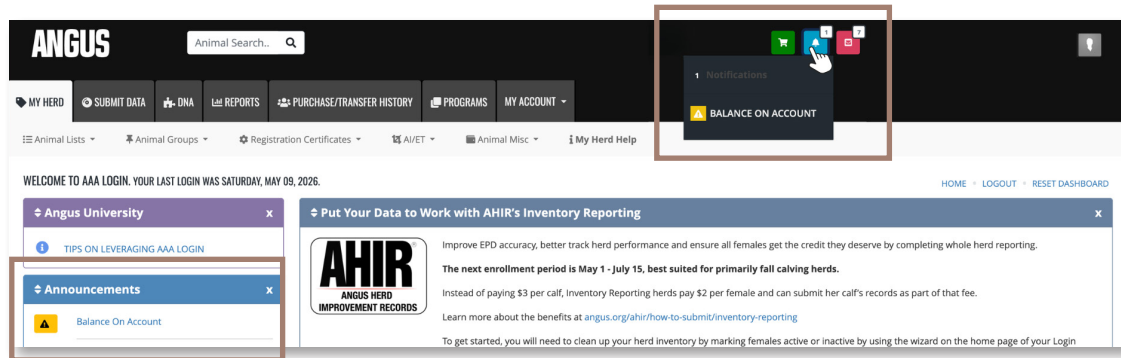 ANGUS
Animal Search..
1
7
1 Notifications
BALANCE ON ACCOUNT
MY HERD
SUBMIT DATA
DNA
REPORTS
PURCHASE/TRANSFER HISTORY
PROGRAMS
MY ACCOUNT
Animal Lists
Animal Groups
Registration Certificates
AI/ET
Animal Misc
My Herd Help
WELCOME TO AAA LOGIN. YOUR LAST LOGIN WAS SATURDAY, MAY 09, 2026.
HOME
LOGOUT
RESET DASHBOARD
Angus University x
TIPS ON LEVERAGING AAA LOGIN
Announcements x
Balance On Account
Put Your Data to Work with AHIR's Inventory Reporting x
AHIR®
ANGUS HERD
IMPROVEMENT RECORDS
Improve EPD accuracy, better track herd performance and ensure all females get the credit they deserve by completing whole herd reporting.
The next enrollment period is May 1 - July 15, best suited for primarily fall calving herds.
Instead of paying $3 per calf, Inventory Reporting herds pay $2 per female and can submit her calf's records as part of that fee.
Learn more about the benefits at angus.org/ahir/how-to-submit/inventory-reporting
To get started, you will need to clean up your herd inventory by marking females active or inactive by using the wizard on the home page of your Login